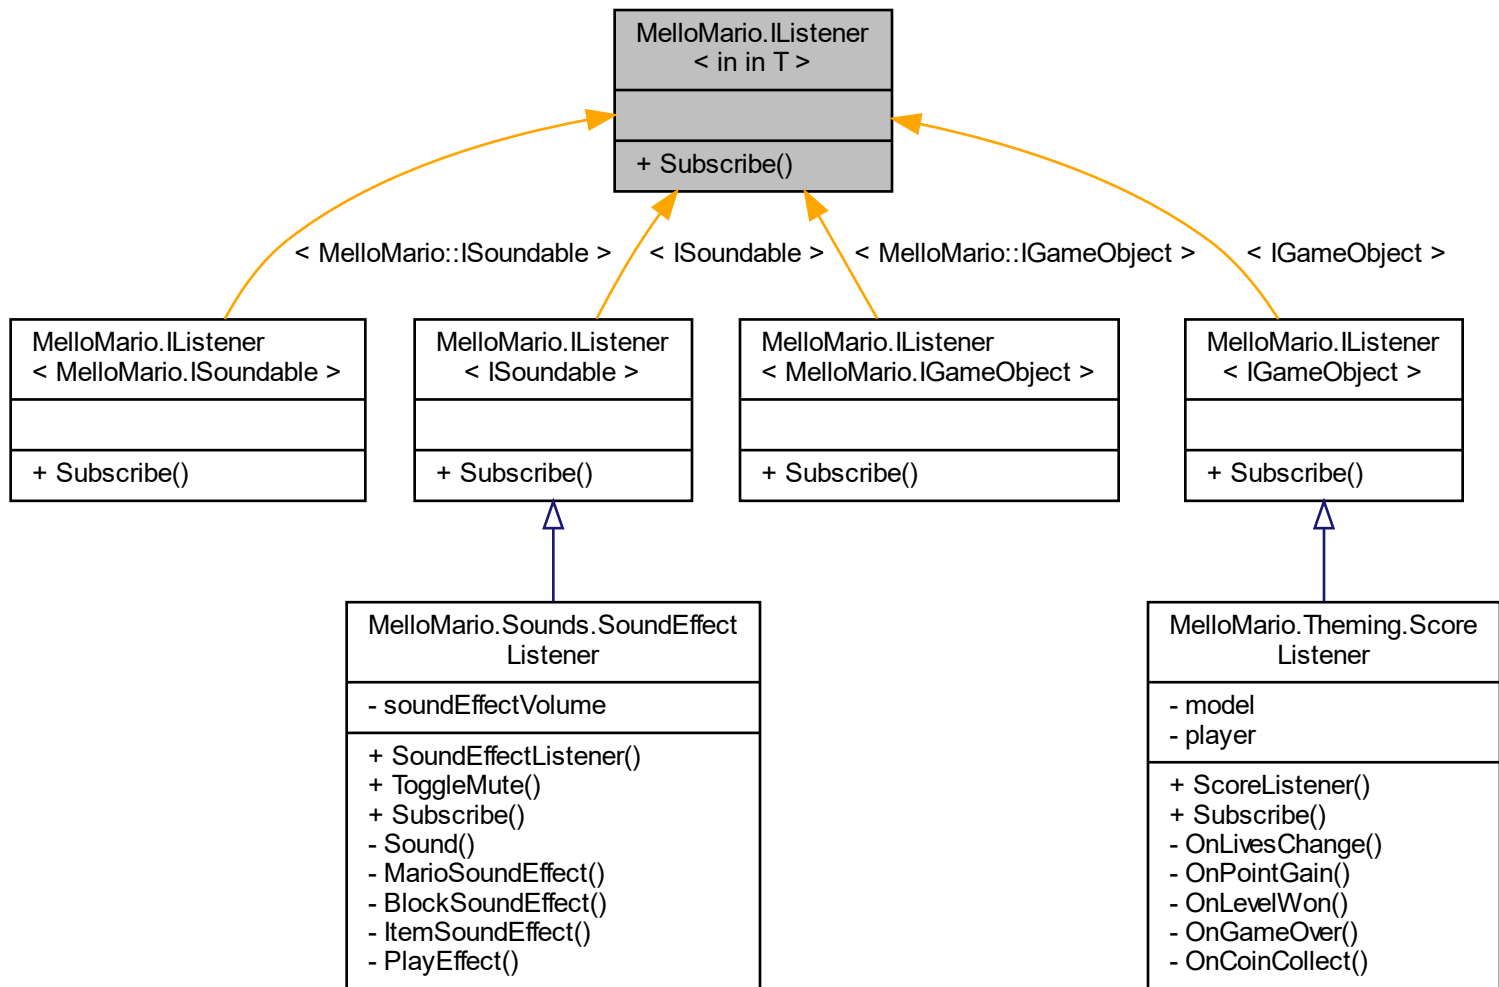 MelloMario.IListener
< in in T >
+ Subscribe()
< MelloMario::ISoundable >
< ISoundable >
< MelloMario::IGameObject >
< IGameObject >
MelloMario.IListener
< MelloMario.ISoundable >
+ Subscribe()
MelloMario.IListener
< ISoundable >
+ Subscribe()
MelloMario.IListener
< MelloMario.IGameObject >
+ Subscribe()
MelloMario.IListener
< IGameObject >
+ Subscribe()
MelloMario.Sounds.SoundEffect
Listener
- soundEffectVolume
+ SoundEffectListener()
+ ToggleMute()
+ Subscribe()
- Sound()
- MarioSoundEffect()
- BlockSoundEffect()
- ItemSoundEffect()
- PlayEffect()
MelloMario.Theming.Score
Listener
- model
- player
+ ScoreListener()
+ Subscribe()
- OnLivesChange()
- OnPointGain()
- OnLevelWon()
- OnGameOver()
- OnCoinCollect()